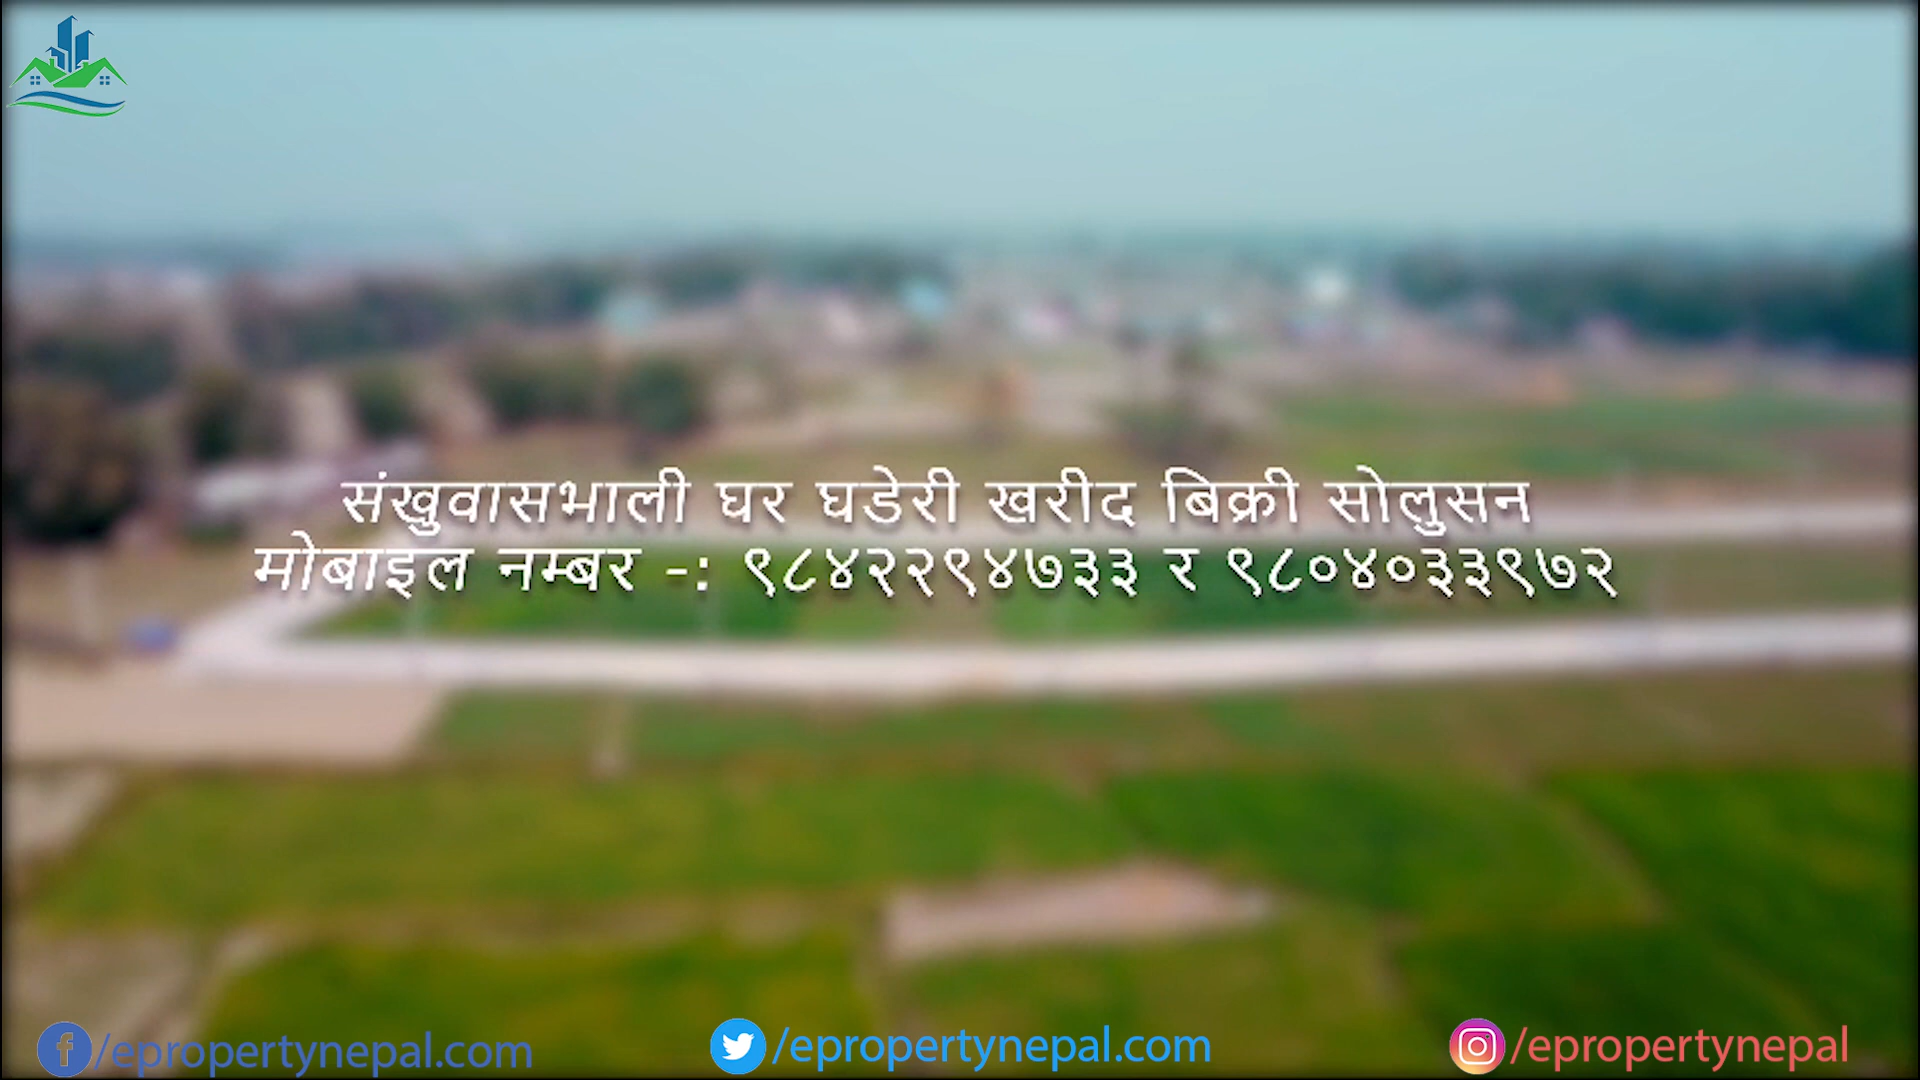 संखुवासभाली घर घडेरी खरीद बिक्री सोलुसन
मोबाइल नम्बर -: ९८४२२९४७३३ र ९८०४०३३९७२
/epropertynepal.com
/epropertynepal.com
/epropertynepal